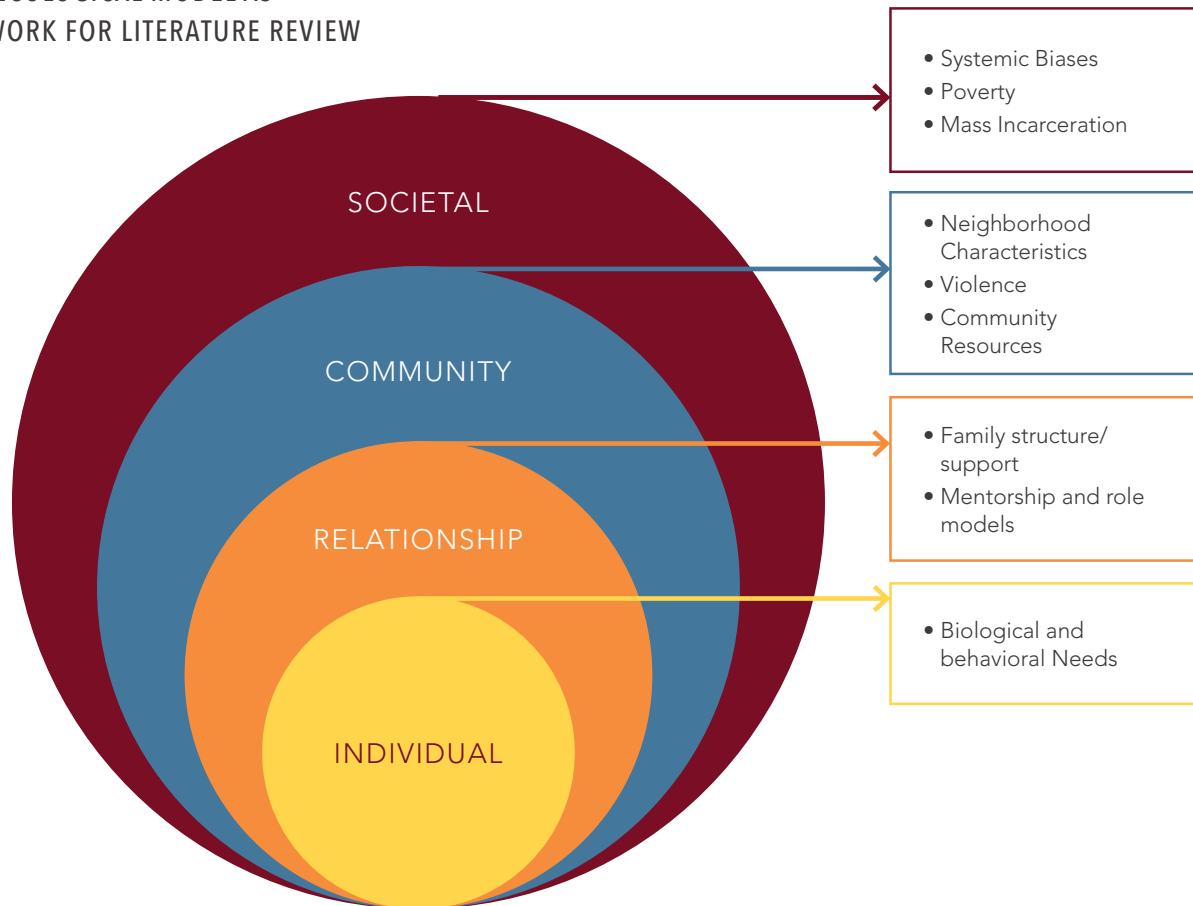 WORK FOR LITERATURE REVIEW
SOCIETAL
COMMUNITY
RELATIONSHIP
INDIVIDUAL
• Systemic Biases
• Poverty
• Mass Incarceration
• Neighborhood
Characteristics
• Violence
• Community
Resources
• Family structure/
support
• Mentorship and role
models
• Biological and
behavioral Needs